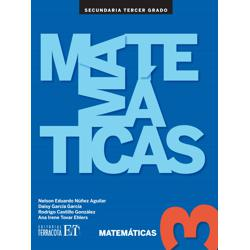 SECUNDARIA TERCER GRADO
MATE
MÁ
TICAS
Nelson Eduardo Núñez Aguilar
Daisy García García
Rodrigo Castillo González
Ana Irene Tovar Ehlers
EDITORIAL
TERRACOTA ET
MATEMÁTICAS
3